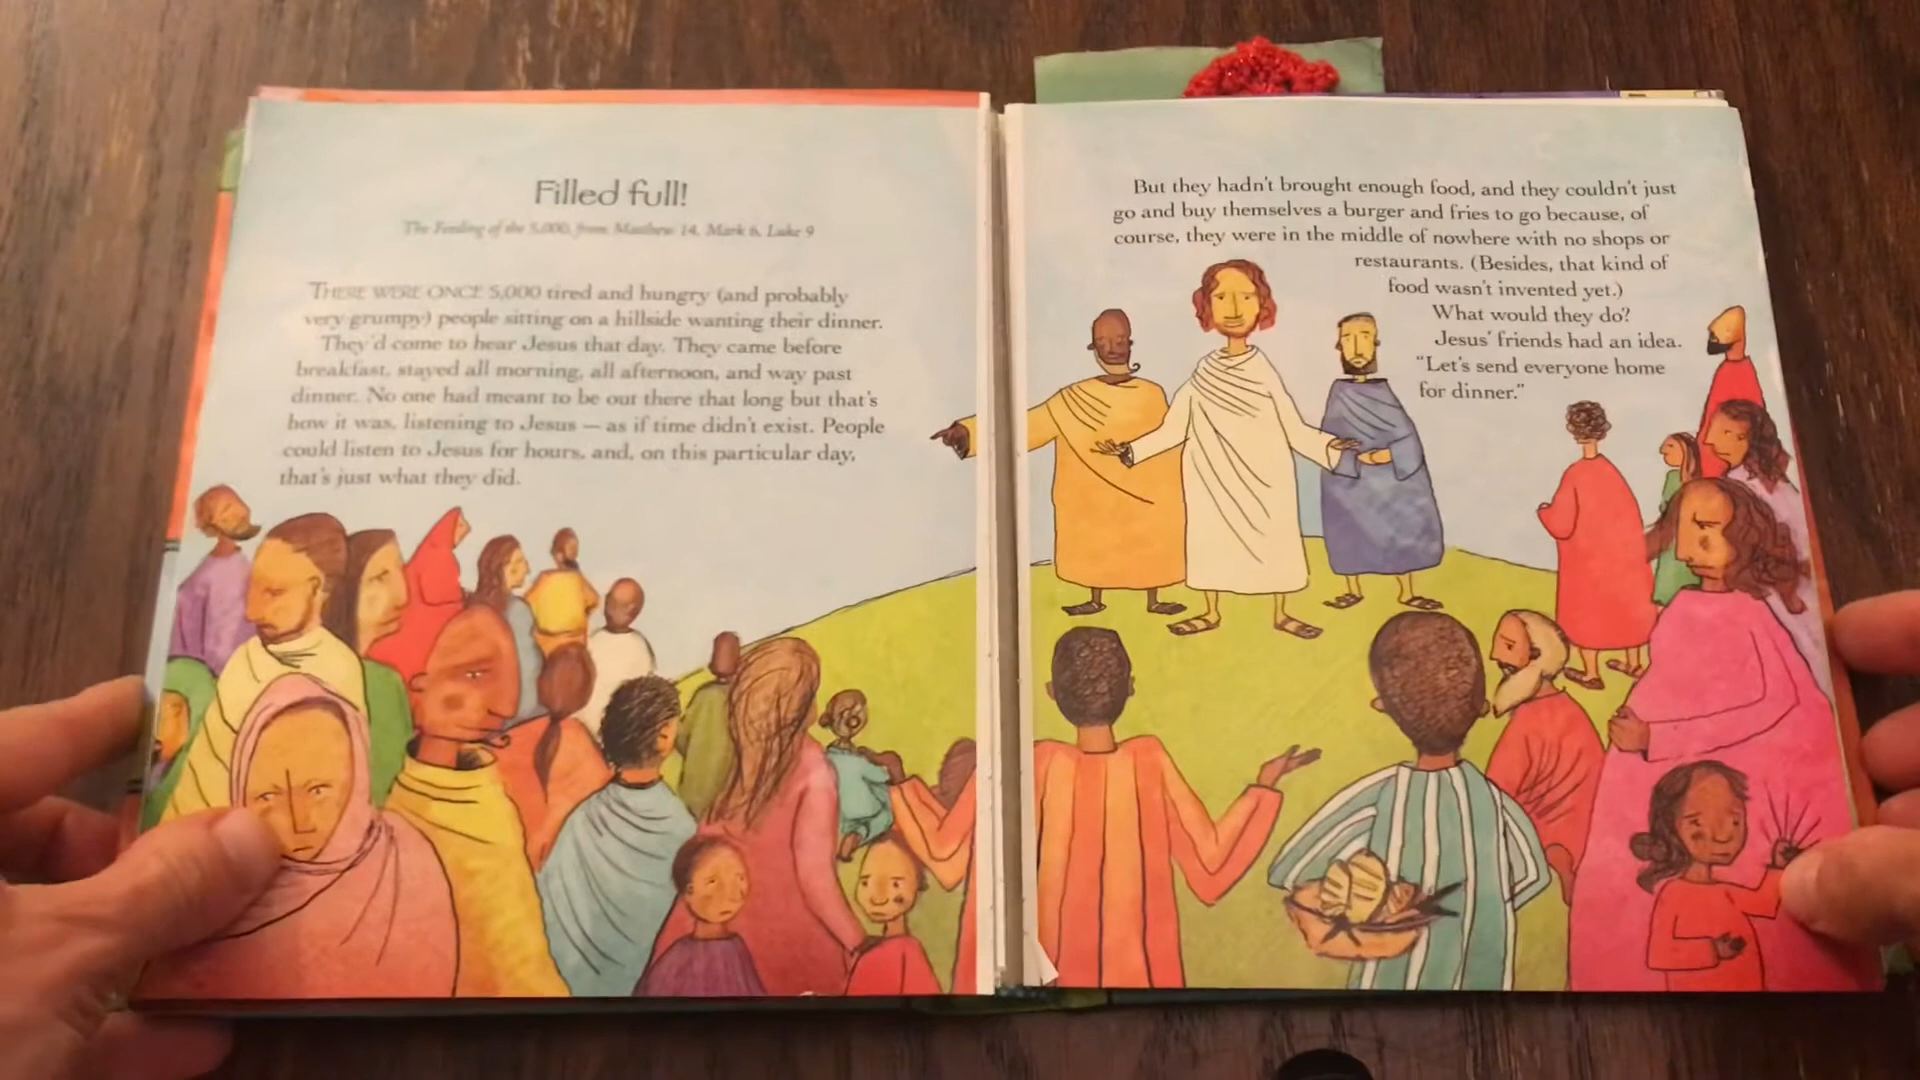 Filled full!
The Feeding of the 5,000, from Matthew 14, Mark 6, Luke 9
THERE WERE ONCE 5,000 tired and hungry (and probably
very grumpy) people sitting on a hillside wanting their dinner.
They'd come to hear Jesus that day. They came before
breakfast, stayed all morning, all afternoon, and way past
dinner. No one had meant to be out there that long but that's
how it was, listening to Jesus — as if time didn't exist. People
could listen to Jesus for hours, and, on this particular day,
that's just what they did.
But they hadn't brought enough food, and they couldn't just
go and buy themselves a burger and fries to go because, of
course, they were in the middle of nowhere with no shops or
restaurants. (Besides, that kind of
food wasn't invented yet.)
What would they do?
Jesus' friends had an idea.
"Let's send everyone home
for dinner."